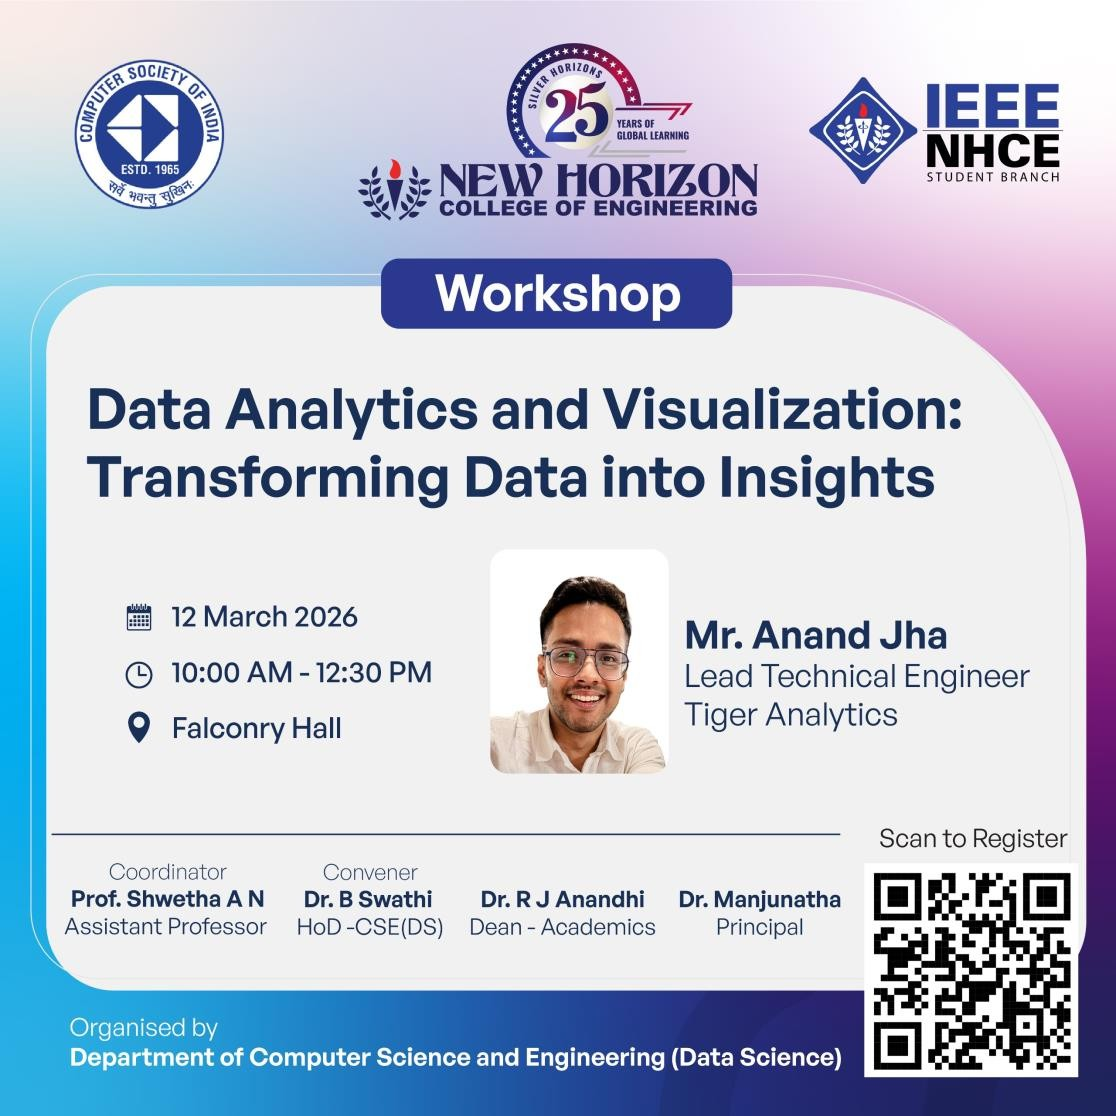 COMPUTER SOCIETY OF INDIA
ESTD. 1965
सर्वे भवन्तु सुखिनः
SILVER HORIZONS
25
YEARS OF
GLOBAL LEARNING
NEW HORIZON
COLLEGE OF ENGINEERING
IEEE
NHCE
STUDENT BRANCH
Workshop
Data Analytics and Visualization:
Transforming Data into Insights
12 March 2026
10:00 AM - 12:30 PM
Falconry Hall
Mr. Anand Jha
Lead Technical Engineer
Tiger Analytics
Scan to Register
Coordinator
Prof. Shwetha A N
Assistant Professor
Convener
Dr. B Swathi
HoD -CSE(DS)
Dr. R J Anandhi
Dean - Academics
Dr. Manjunatha
Principal
Organised by
Department of Computer Science and Engineering (Data Science)